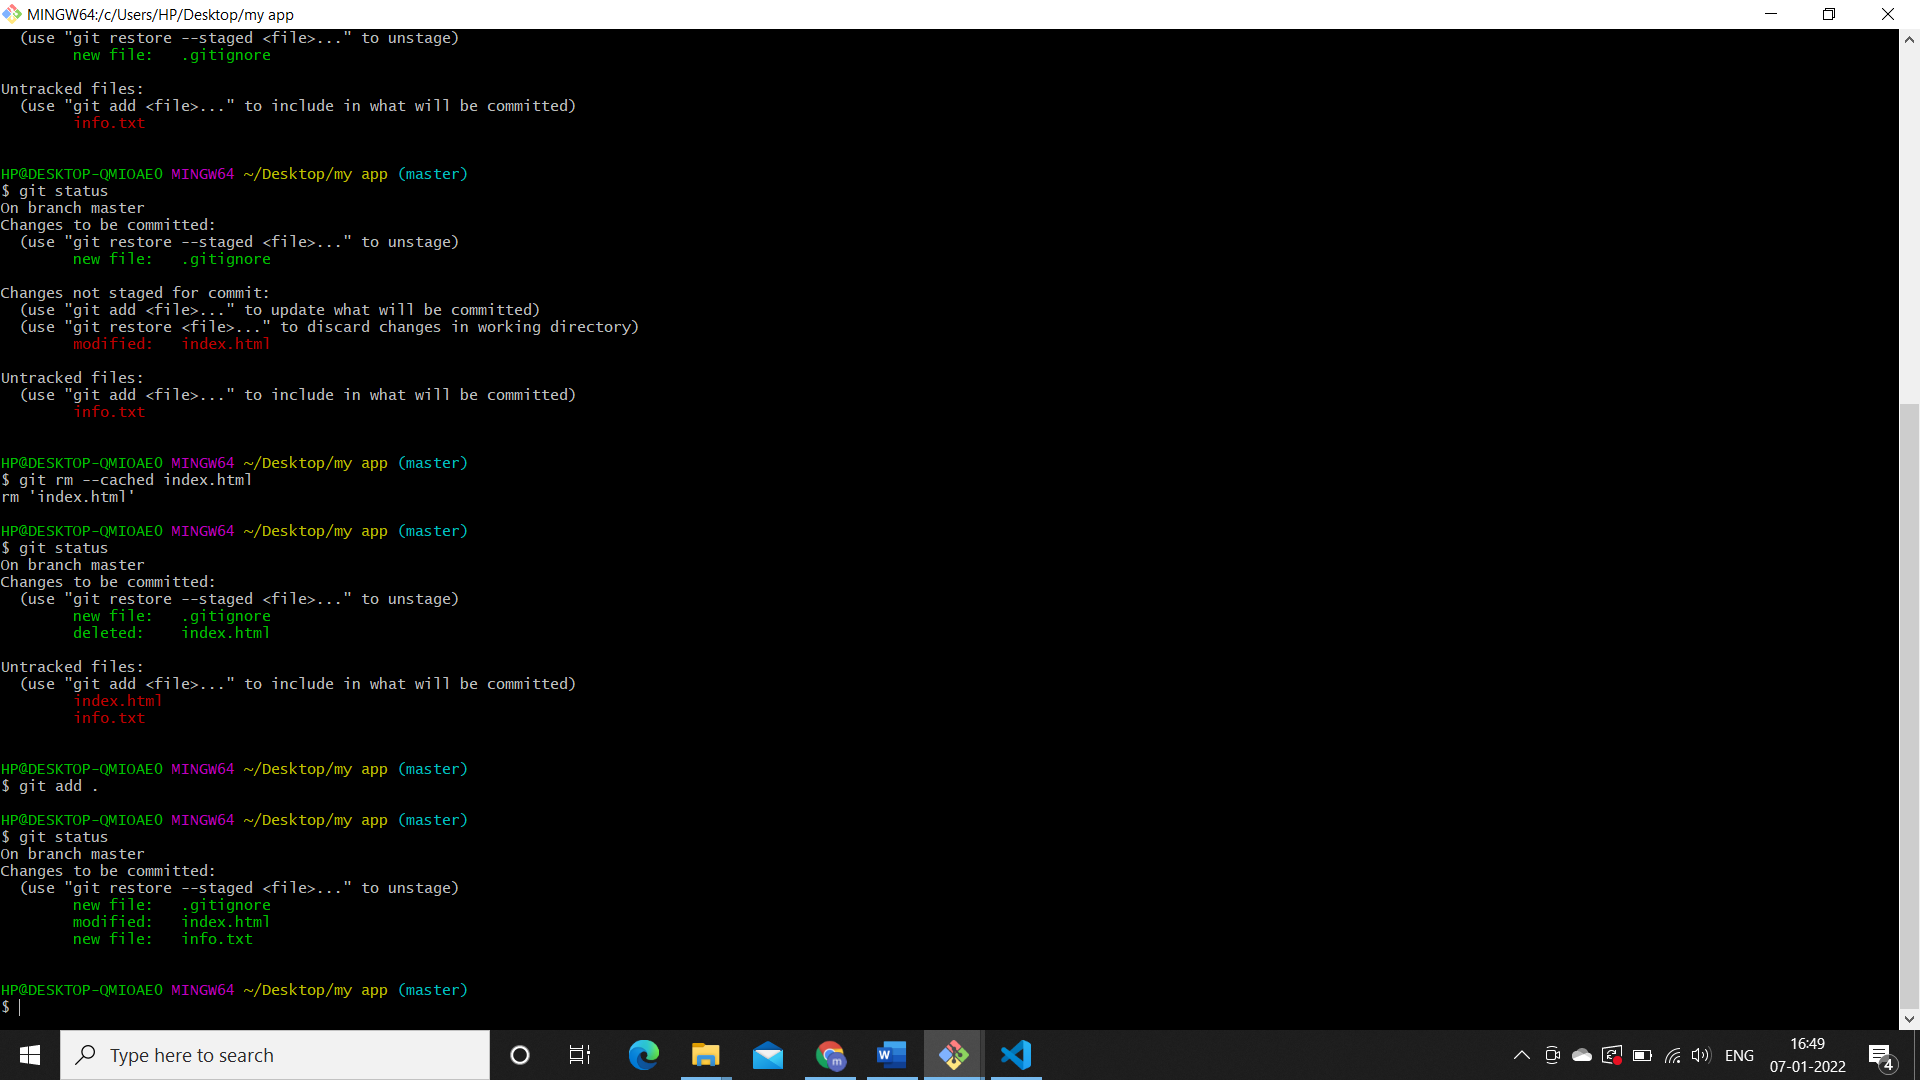 MINGW64:/c/Users/HP/Desktop/my app
(use "git restore --staged <file>..." to unstage)
new file:   .gitignore
Untracked files:
(use "git add <file>..." to include in what will be committed)
info.txt
HP@DESKTOP-QMIOAEO MINGW64 ~/Desktop/my app (master)
$ git status
On branch master
Changes to be committed:
(use "git restore --staged <file>..." to unstage)
new file:   .gitignore
Changes not staged for commit:
(use "git add <file>..." to update what will be committed)
(use "git restore <file>..." to discard changes in working directory)
modified:   index.html
Untracked files:
(use "git add <file>..." to include in what will be committed)
info.txt
HP@DESKTOP-QMIOAEO MINGW64 ~/Desktop/my app (master)
$ git rm --cached index.html
rm 'index.html'
HP@DESKTOP-QMIOAEO MINGW64 ~/Desktop/my app (master)
$ git status
On branch master
Changes to be committed:
(use "git restore --staged <file>..." to unstage)
new file:   .gitignore
deleted:    index.html
Untracked files:
(use "git add <file>..." to include in what will be committed)
index.html
info.txt
HP@DESKTOP-QMIOAEO MINGW64 ~/Desktop/my app (master)
$ git add .
HP@DESKTOP-QMIOAEO MINGW64 ~/Desktop/my app (master)
$ git status
On branch master
Changes to be committed:
(use "git restore --staged <file>..." to unstage)
new file:   .gitignore
modified:   index.html
new file:   info.txt
HP@DESKTOP-QMIOAEO MINGW64 ~/Desktop/my app (master)
$
Type here to search
m
W
ENG
16:49
07-01-2022
4